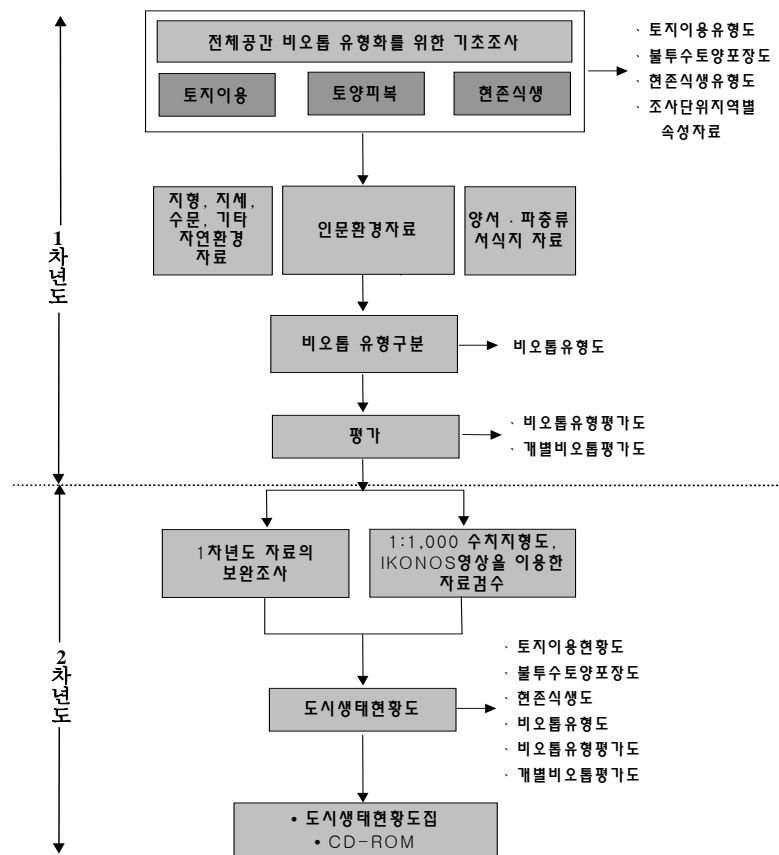 전체공간 비오톱 유형화를 위한 기초조사
토지이용
토양피복
현존식생
· 토지이용유형도
· 불투수토양포장도
· 현존식생유형도
· 조사단위지역별
속성자료
1차년도
지형, 지세,
수문, 기타
자연환경
자료
인문환경자료
양서 · 파충류
서식지 자료
비오톱 유형구분
비오톱유형도
평가
· 비오톱유형평가도
· 개별비오톱평가도
2차년도
1차년도 자료의
보완조사
1:1,000 수치지형도,
IKONOS영상을 이용한
자료검수
도시생태현황도
· 토지이용현황도
· 불투수토양포장도
· 현존식생도
· 비오톱유형도
· 비오톱유형평가도
· 개별비오톱평가도
• 도시생태현황도집
• CD-ROM